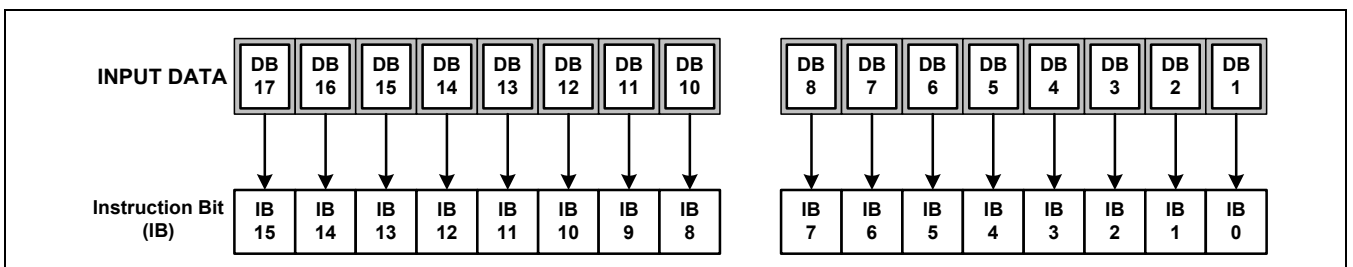 INPUT DATA
DB 17 DB 16 DB 15 DB 14 DB 13 DB 12 DB 11 DB 10 DB 8 DB 7 DB 6 DB 5 DB 4 DB 3 DB 2 DB 1
Instruction Bit
(IB)
IB 15 IB 14 IB 13 IB 12 IB 11 IB 10 IB 9 IB 8 IB 7 IB 6 IB 5 IB 4 IB 3 IB 2 IB 1 IB 0